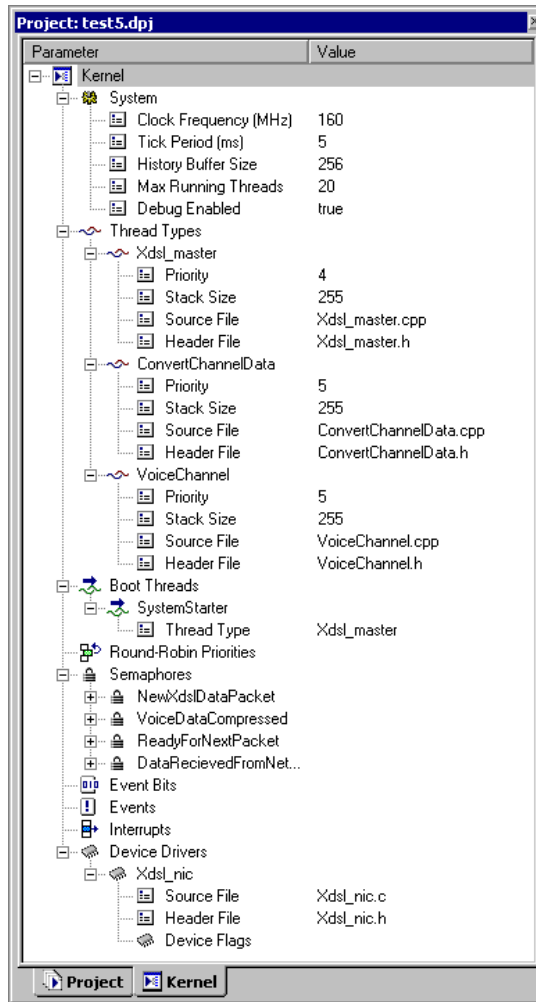 Project: test5.dpj
Parameter Value
Kernel
System
Clock Frequency (MHz) 160
Tick Period (ms) 5
History Buffer Size 256
Max Running Threads 20
Debug Enabled true
Thread Types
Xdsl_master
Priority 4
Stack Size 255
Source File Xdsl_master.cpp
Header File Xdsl_master.h
ConvertChannelData
Priority 5
Stack Size 255
Source File ConvertChannelData.cpp
Header File ConvertChannelData.h
VoiceChannel
Priority 5
Stack Size 255
Source File VoiceChannel.cpp
Header File VoiceChannel.h
Boot Threads
SystemStarter
Thread Type Xdsl_master
Round-Robin Priorities
Semaphores
NewXdslDataPacket
VoiceDataCompressed
ReadyForNextPacket
DataRecievedFromNet...
Event Bits
Events
Interrupts
Device Drivers
Xdsl_nic
Source File Xdsl_nic.c
Header File Xdsl_nic.h
Device Flags
Project Kernel